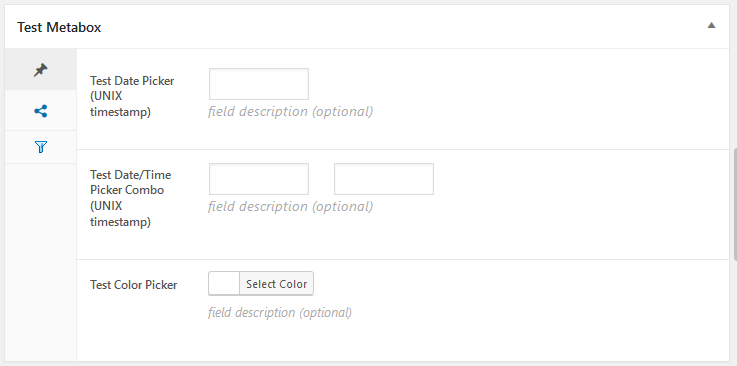 Test Metabox
Test Date Picker
(UNIX
timestamp)
field description (optional)
Test Date/Time
Picker Combo
(UNIX
timestamp)
field description (optional)
Test Color Picker
Select Color
field description (optional)